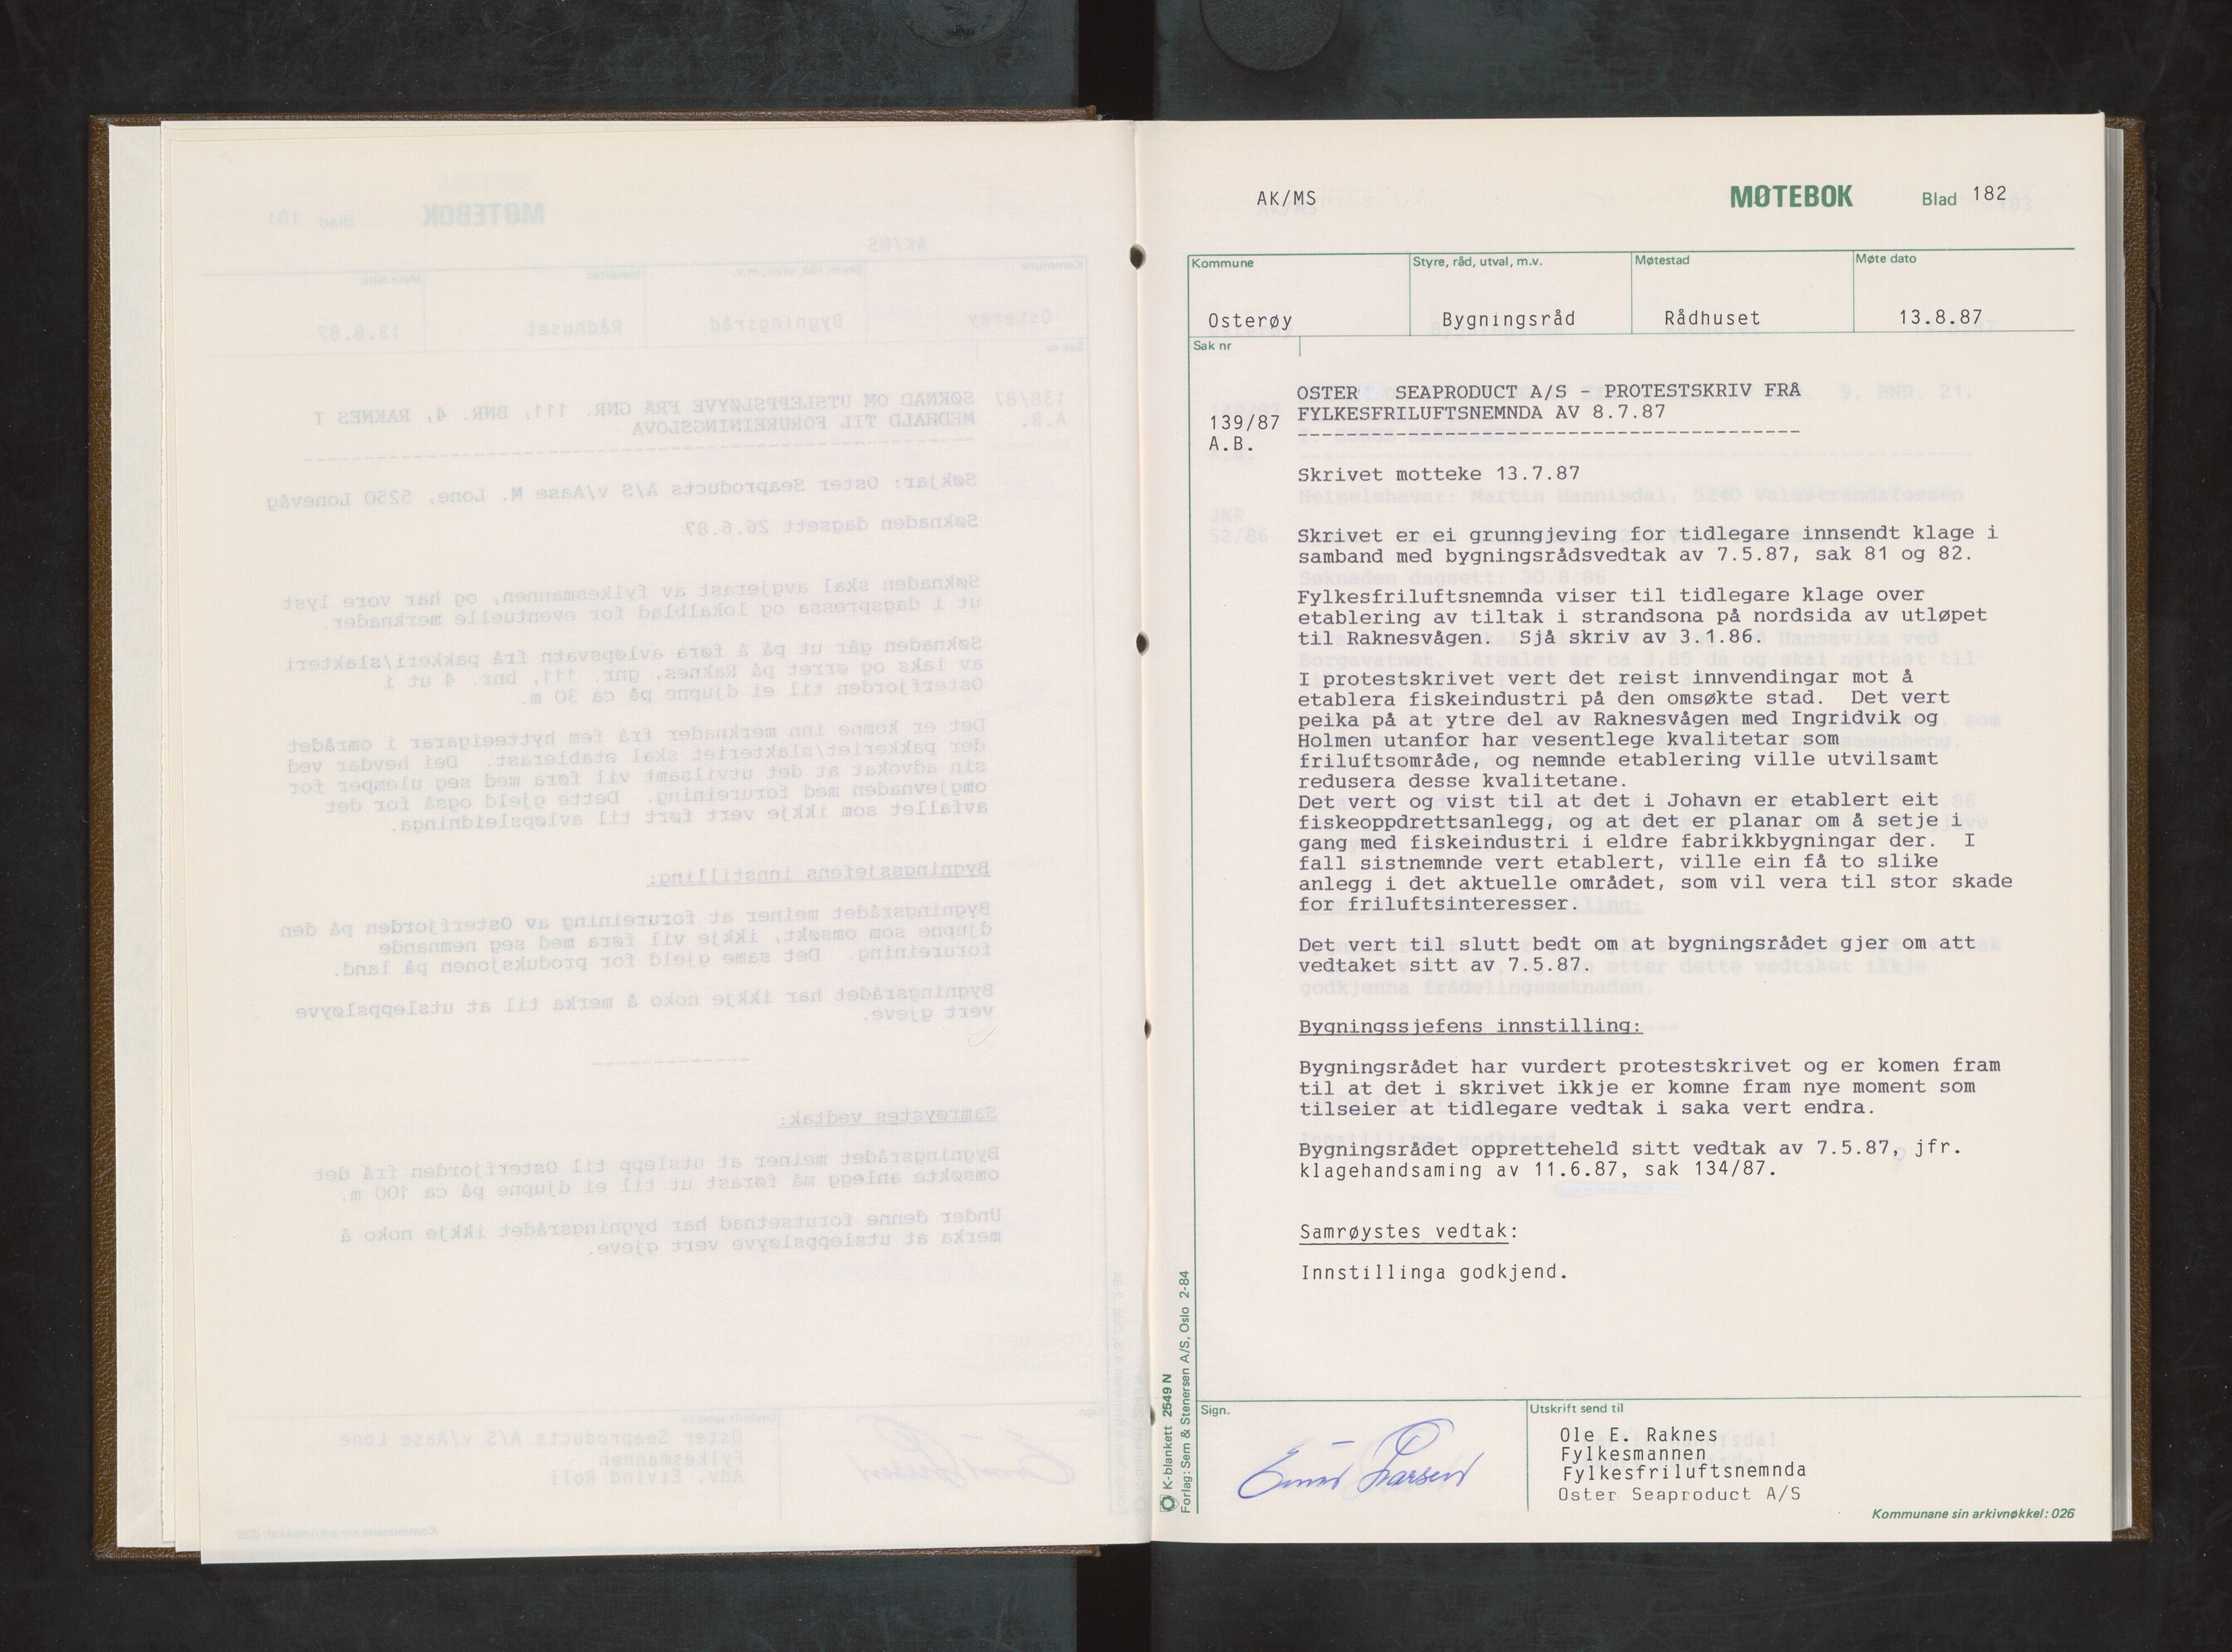 AK/MS
MØTEBOK
Blad 182
Kommune
Styre, råd, utval, m.v.
Møtestad
Møte dato
Osterøy
Bygningsråd
Rådhuset
13.8.87
Sak nr
139/87
A.B.
OSTER SEAPRODUCT A/S - PROTESTSKRIV FRÅ
FYLKESFRILUFTSNEMNDA AV 8.7.87
Skrivet motteke 13.7.87
Skrivet er ei grunngjeving for tidlegare innsendt klage i
samband med bygningsrådsvedtak av 7.5.87, sak 81 og 82.
Fylkesfriluftsnemnda viser til tidlegare klage over
etablering av tiltak i strandsona på nordsida av utløpet
til Raknesvågen. Sjå skriv av 3.1.86.
I protestskrivet vert det reist innvendingar mot å
etablera fiskeindustri på den omsøkte stad. Det vert
peika på at ytre del av Raknesvågen med Ingridvik og
Holmen utanfor har vesentlege kvalitetar som
friluftsområde, og nemnde etablering ville utvilsamt
redusera desse kvalitetane.
Det vert og vist til at det i Johavn er etablert eit
fiskeoppdrettsanlegg, og at det er planar om å setje i
gang med fiskeindustri i eldre fabrikkbygningar der. I
fall sistnemnde vert etablert, ville ein få to slike
anlegg i det aktuelle området, som vil vera til stor skade
for friluftsinteresser.
Det vert til slutt bedt om at bygningsrådet gjer om att
vedtaket sitt av 7.5.87.
Bygningssjefens innstilling:
Bygningsrådet har vurdert protestskrivet og er komen fram
til at det i skrivet ikkje er komne fram nye moment som
tilseier at tidlegare vedtak i saka vert endra.
Bygningsrådet oppretteheld sitt vedtak av 7.5.87, jfr.
klagehandsaming av 11.6.87, sak 134/87.
Samrøystes vedtak:
Innstillinga godkjend.
K-blankett 2549 N
Forlag: Sem & Stenersen A/S, Oslo 2-84
Sign.
Larsen
Utskrift send til
Ole E. Raknes
Fylkesmannen
Fylkesfriluftsnemnda
Oster Seaproduct A/S
Kommunane sin arkivnøkkel: 026